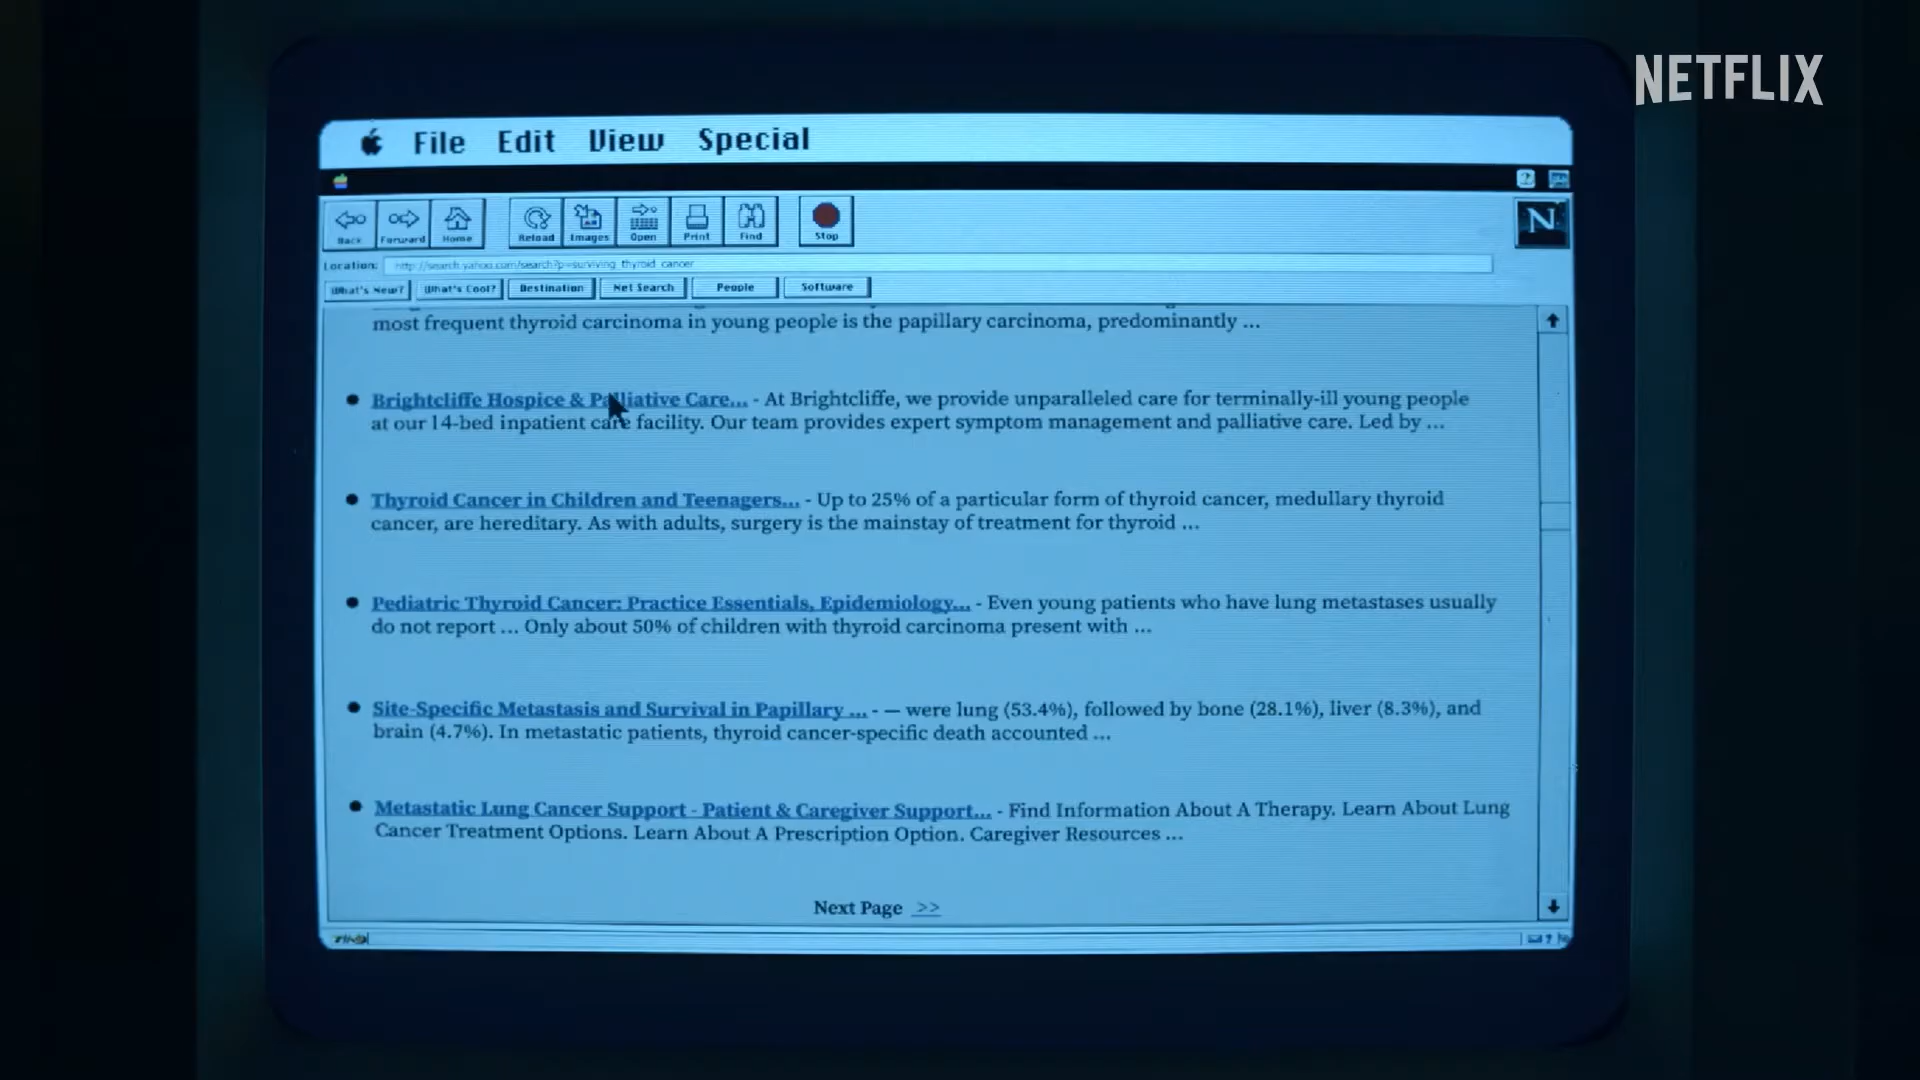 NETFLIX
File Edit View Special
Back Forward Home Reload Images Open Print Find Stop
N
Location: http://search.yahoo.com/search?p=surviving_thyroid_cancer
What's New? What's Cool? Destination Net Search People Software
most frequent thyroid carcinoma in young people is the papillary carcinoma, predominantly ...
Brightcliffe Hospice & Palliative Care... - At Brightcliffe, we provide unparalleled care for terminally-ill young people
at our 14-bed inpatient care facility. Our team provides expert symptom management and palliative care. Led by ...
Thyroid Cancer in Children and Teenagers... - Up to 25% of a particular form of thyroid cancer, medullary thyroid
cancer, are hereditary. As with adults, surgery is the mainstay of treatment for thyroid ...
Pediatric Thyroid Cancer: Practice Essentials, Epidemiology... - Even young patients who have lung metastases usually
do not report ... Only about 50% of children with thyroid carcinoma present with ...
Site-Specific Metastasis and Survival in Papillary ... - — were lung (53.4%), followed by bone (28.1%), liver (8.3%), and
brain (4.7%). In metastatic patients, thyroid cancer-specific death accounted ...
Metastatic Lung Cancer Support - Patient & Caregiver Support... - Find Information About A Therapy. Learn About Lung
Cancer Treatment Options. Learn About A Prescription Option. Caregiver Resources ...
Next Page >>